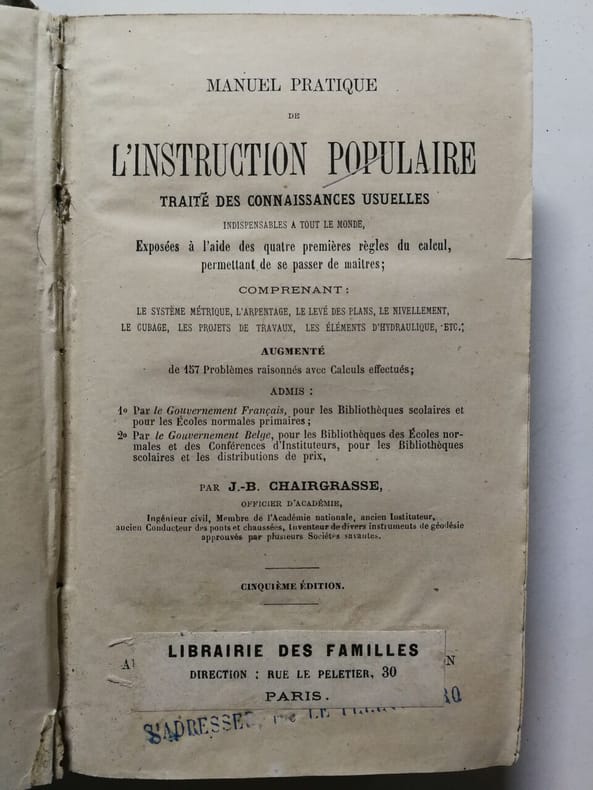 MANUEL PRATIQUE
DE
L'INSTRUCTION POPULAIRE
TRAITÉ DES CONNAISSANCES USUELLES
INDISPENSABLES A TOUT LE MONDE,
Exposées à l'aide des quatre premières règles du calcul,
permettant de se passer de maîtres;
COMPRENANT:
LE SYSTÈME MÉTRIQUE, L'ARPENTAGE, LE LEVÉ DES PLANS, LE NIVELLEMENT,
LE CUBAGE, LES PROJETS DE TRAVAUX, LES ÉLÉMENTS D'HYDRAULIQUE, ETC.;
AUGMENTÉ
de 157 Problèmes raisonnés avec Calculs effectués;
ADMIS :
1º Par le Gouvernement Français, pour les Bibliothèques scolaires et
pour les Écoles normales primaires;
2º Par le Gouvernement Belge, pour les Bibliothèques des Écoles nor-
males et des Conférences d'Instituteurs, pour les Bibliothèques
scolaires et les distributions de prix,
PAR J.-B. CHAIRGRASSE,
OFFICIER D'ACADÉMIE,
Ingénieur civil, Membre de l'Académie nationale, ancien Instituteur,
ancien Conducteur des ponts et chaussées, Inventeur de divers instruments de géodésie
approuvés par plusieurs Sociétés savantes.
CINQUIÈME ÉDITION.
LIBRAIRIE DES FAMILLES
DIRECTION : RUE LE PELETIER, 30
PARIS.
S'ADRESSER